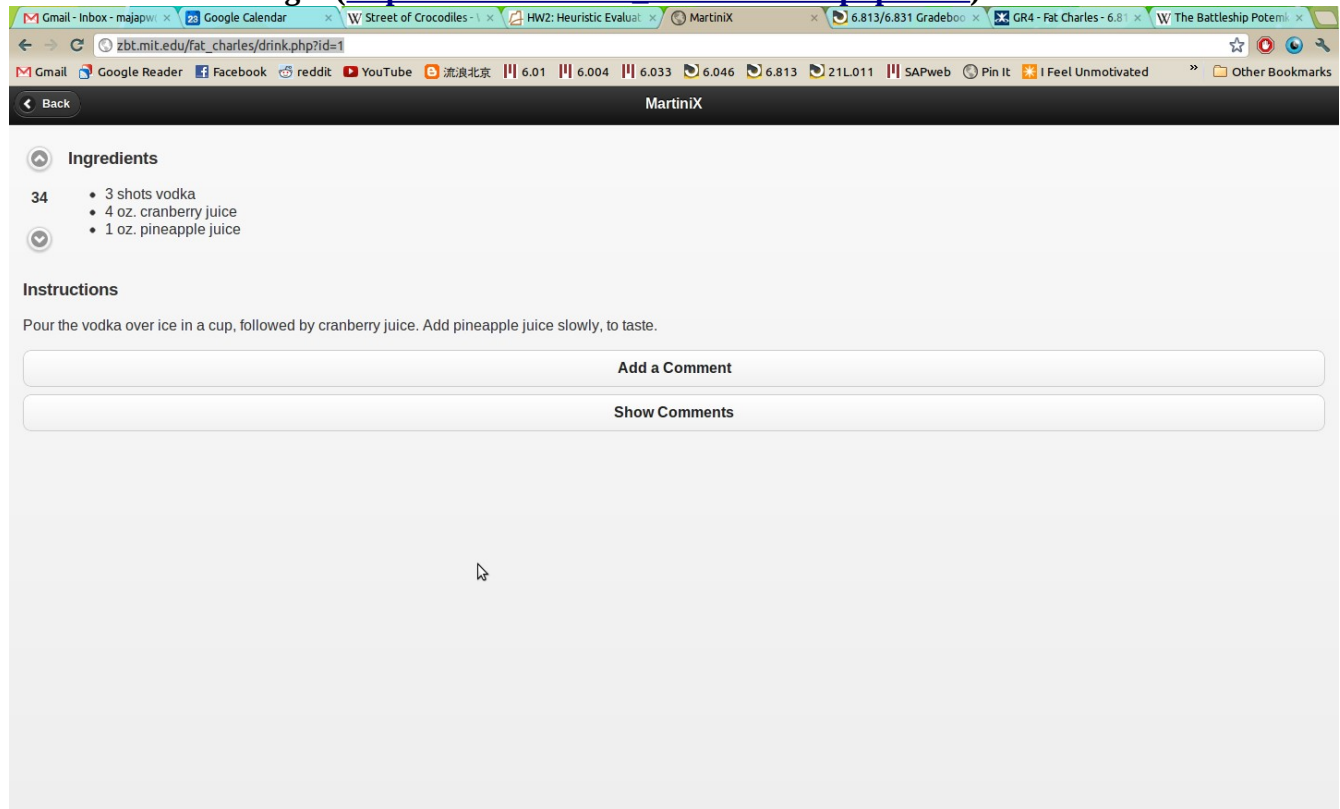 M Gmail - Inbox - majapw 23 Google Calendar W Street of Crocodiles - HW2: Heuristic Evaluat MartiniX 6.813/6.831 Gradeboo GR4 - Fat Charles - 6.81 W The Battleship Potemk
zbt.mit.edu/fat_charles/drink.php?id=1
Gmail Google Reader Facebook reddit YouTube 流浪北京 6.01 6.004 6.033 6.046 6.813 21L.011 SAPweb Pin It I Feel Unmotivated » Other Bookmarks
Back MartiniX
Ingredients
34
• 3 shots vodka
• 4 oz. cranberry juice
• 1 oz. pineapple juice
Instructions
Pour the vodka over ice in a cup, followed by cranberry juice. Add pineapple juice slowly, to taste.
Add a Comment
Show Comments